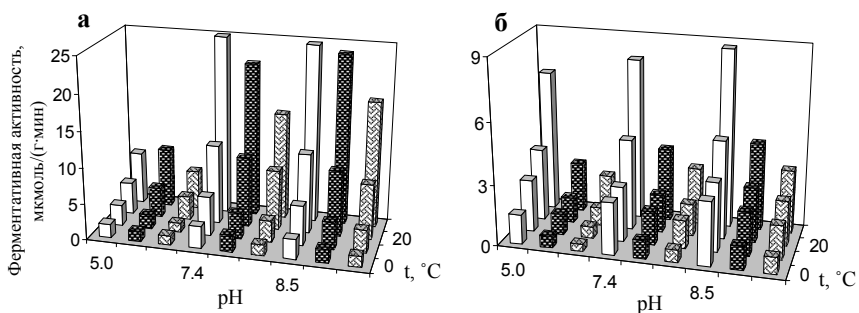 а
Ферментативная активность,
мкмоль/(г·мин)
25
20
15
10
5
0
5.0
7.4
8.5
pH
20
0
t, ˚C
б
9
6
3
0
5.0
7.4
8.5
pH
20
0
t, ˚C